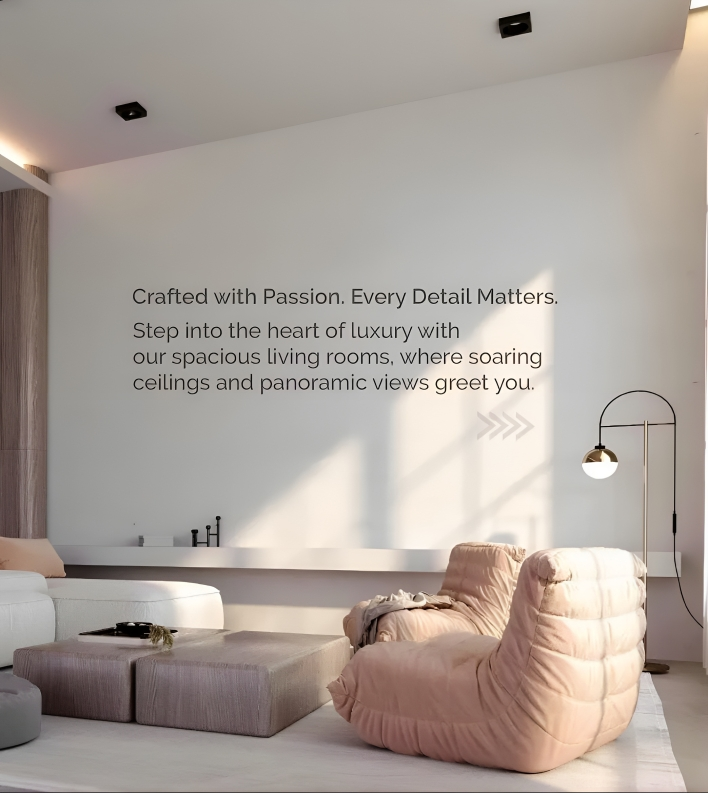 Crafted with Passion. Every Detail Matters.
Step into the heart of luxury with
our spacious living rooms, where soaring
ceilings and panoramic views greet you.